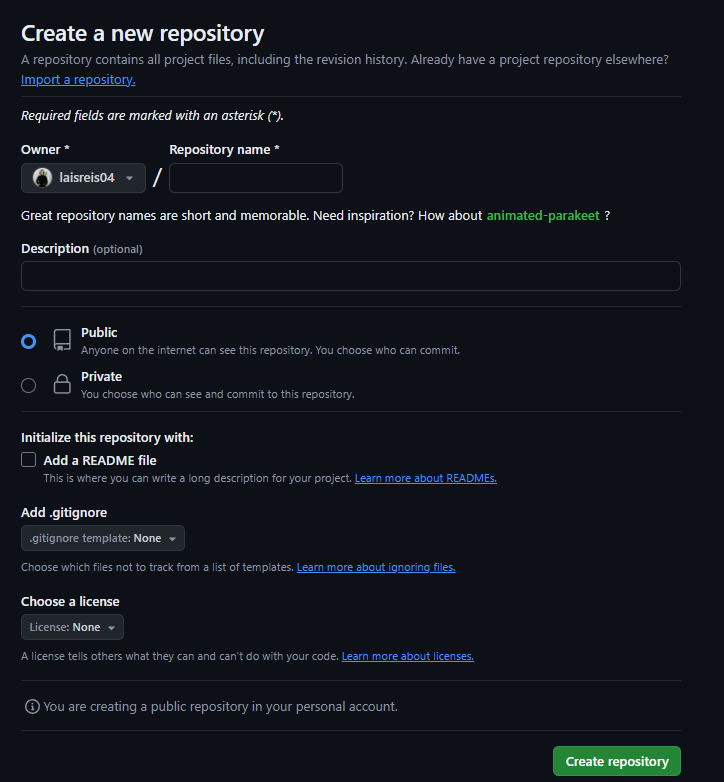 Create a new repository
A repository contains all project files, including the revision history. Already have a project repository elsewhere?
Import a repository.
Required fields are marked with an asterisk (*).
Owner * Repository name *
laisreis04 /
Great repository names are short and memorable. Need inspiration? How about animated-parakeet ?
Description (optional)
Public
Anyone on the internet can see this repository. You choose who can commit.
Private
You choose who can see and commit to this repository.
Initialize this repository with:
Add a README file
This is where you can write a long description for your project. Learn more about READMEs.
Add .gitignore
.gitignore template: None
Choose which files not to track from a list of templates. Learn more about ignoring files.
Choose a license
License: None
A license tells others what they can and can't do with your code. Learn more about licenses.
You are creating a public repository in your personal account.
Create repository